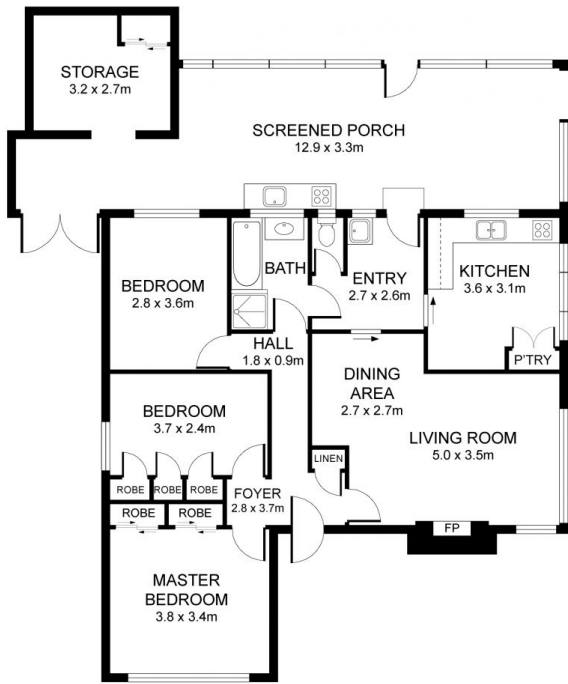 STORAGE
3.2 x 2.7m
SCREENED PORCH
12.9 x 3.3m
BEDROOM
2.8 x 3.6m
BATH
ENTRY
2.7 x 2.6m
KITCHEN
3.6 x 3.1m
P'TRY
HALL
1.8 x 0.9m
DINING
AREA
2.7 x 2.7m
BEDROOM
3.7 x 2.4m
LIVING ROOM
5.0 x 3.5m
LINEN
ROBE
ROBE
ROBE
FOYER
2.8 x 3.7m
ROBE
ROBE
FP
MASTER
BEDROOM
3.8 x 3.4m